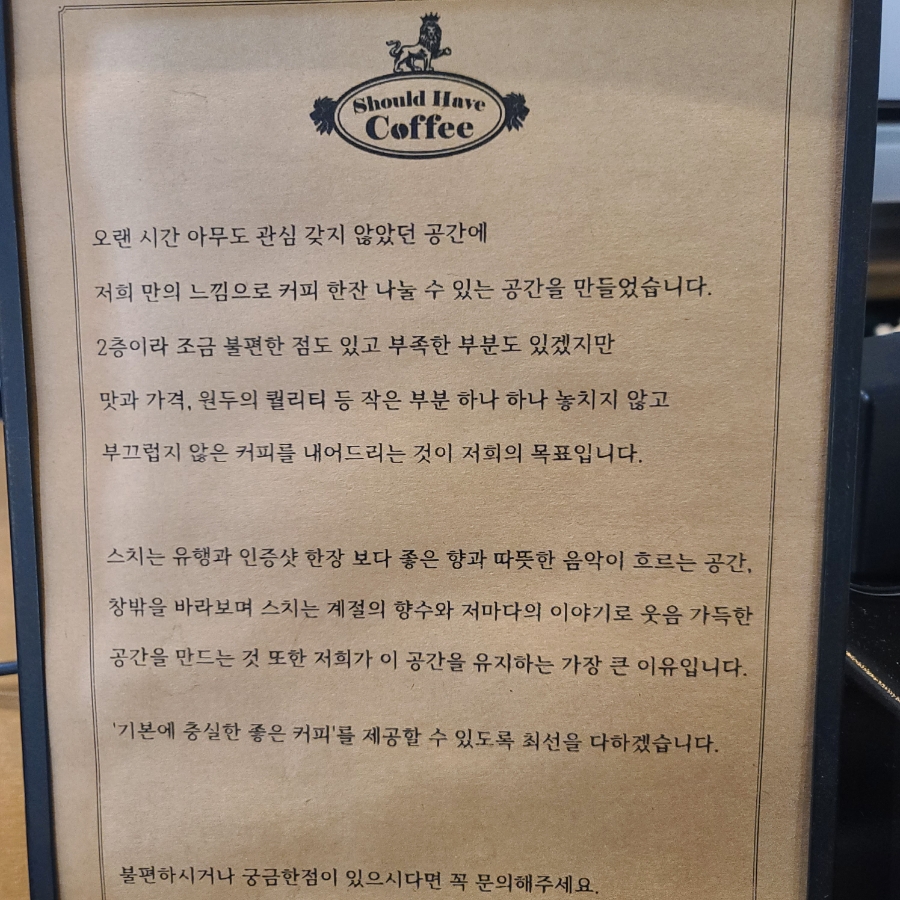 Should Have
Coffee
오랜 시간 아무도 관심 갖지 않았던 공간에
저희 만의 느낌으로 커피 한잔 나눌 수 있는 공간을 만들었습니다.
2층이라 조금 불편한 점도 있고 부족한 부분도 있겠지만
맛과 가격, 원두의 퀄리티 등 작은 부분 하나 하나 놓치지 않고
부끄럽지 않은 커피를 내어드리는 것이 저희의 목표입니다.
스치는 유행과 인증샷 한장 보다 좋은 향과 따뜻한 음악이 흐르는 공간,
창밖을 바라보며 스치는 계절의 향수와 저마다의 이야기로 웃음 가득한
공간을 만드는 것 또한 저희가 이 공간을 유지하는 가장 큰 이유입니다.
'기본에 충실한 좋은 커피'를 제공할 수 있도록 최선을 다하겠습니다.
불편하시거나 궁금한점이 있으시다면 꼭 문의해주세요.